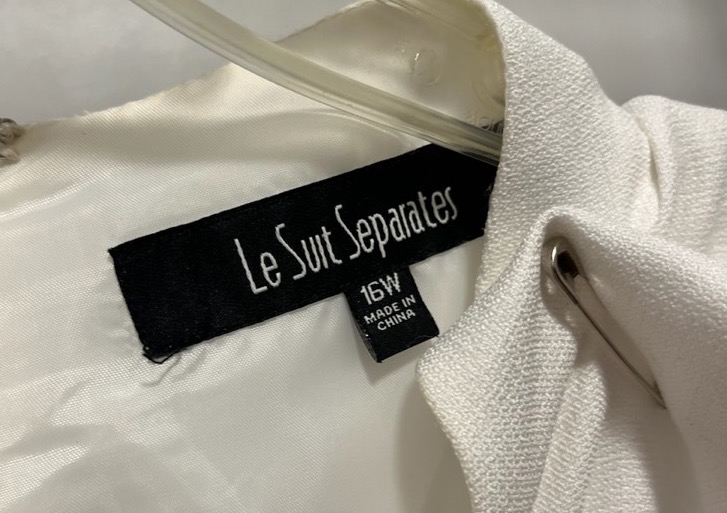 Le Suit Separates
16W
MADE IN
CHINA